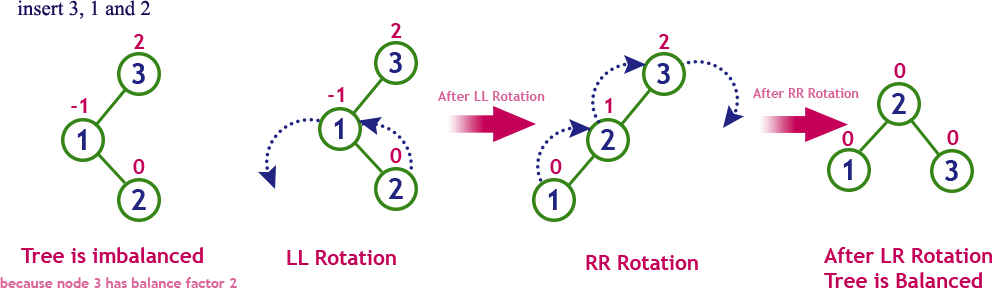 insert 3, 1 and 2
2
3
-1
1
0
2
Tree is imbalanced
because node 3 has balance factor 2
2
3
-1
1
0
2
LL Rotation
After LL Rotation
2
3
1
2
0
1
RR Rotation
After RR Rotation
0
2
0
1
0
3
After LR Rotation
Tree is Balanced